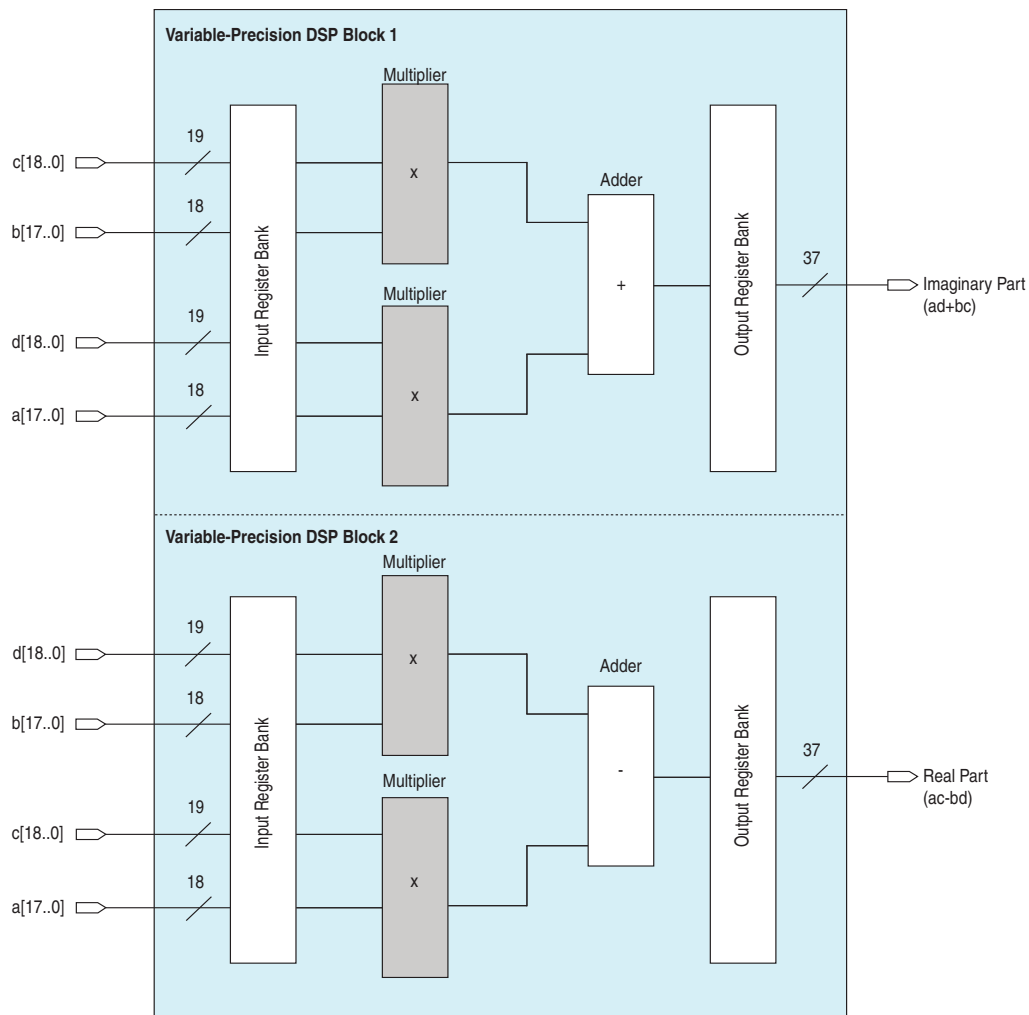 Variable-Precision DSP Block 1
Multiplier
19
c[18..0]
x
18
b[17..0]
Input Register Bank
Adder
+
Output Register Bank
37
Imaginary Part
(ad+bc)
Multiplier
19
d[18..0]
18
a[17..0]
x
Variable-Precision DSP Block 2
Multiplier
19
d[18..0]
x
18
b[17..0]
Input Register Bank
Adder
-
Output Register Bank
37
Real Part
(ac-bd)
Multiplier
19
c[18..0]
18
a[17..0]
x